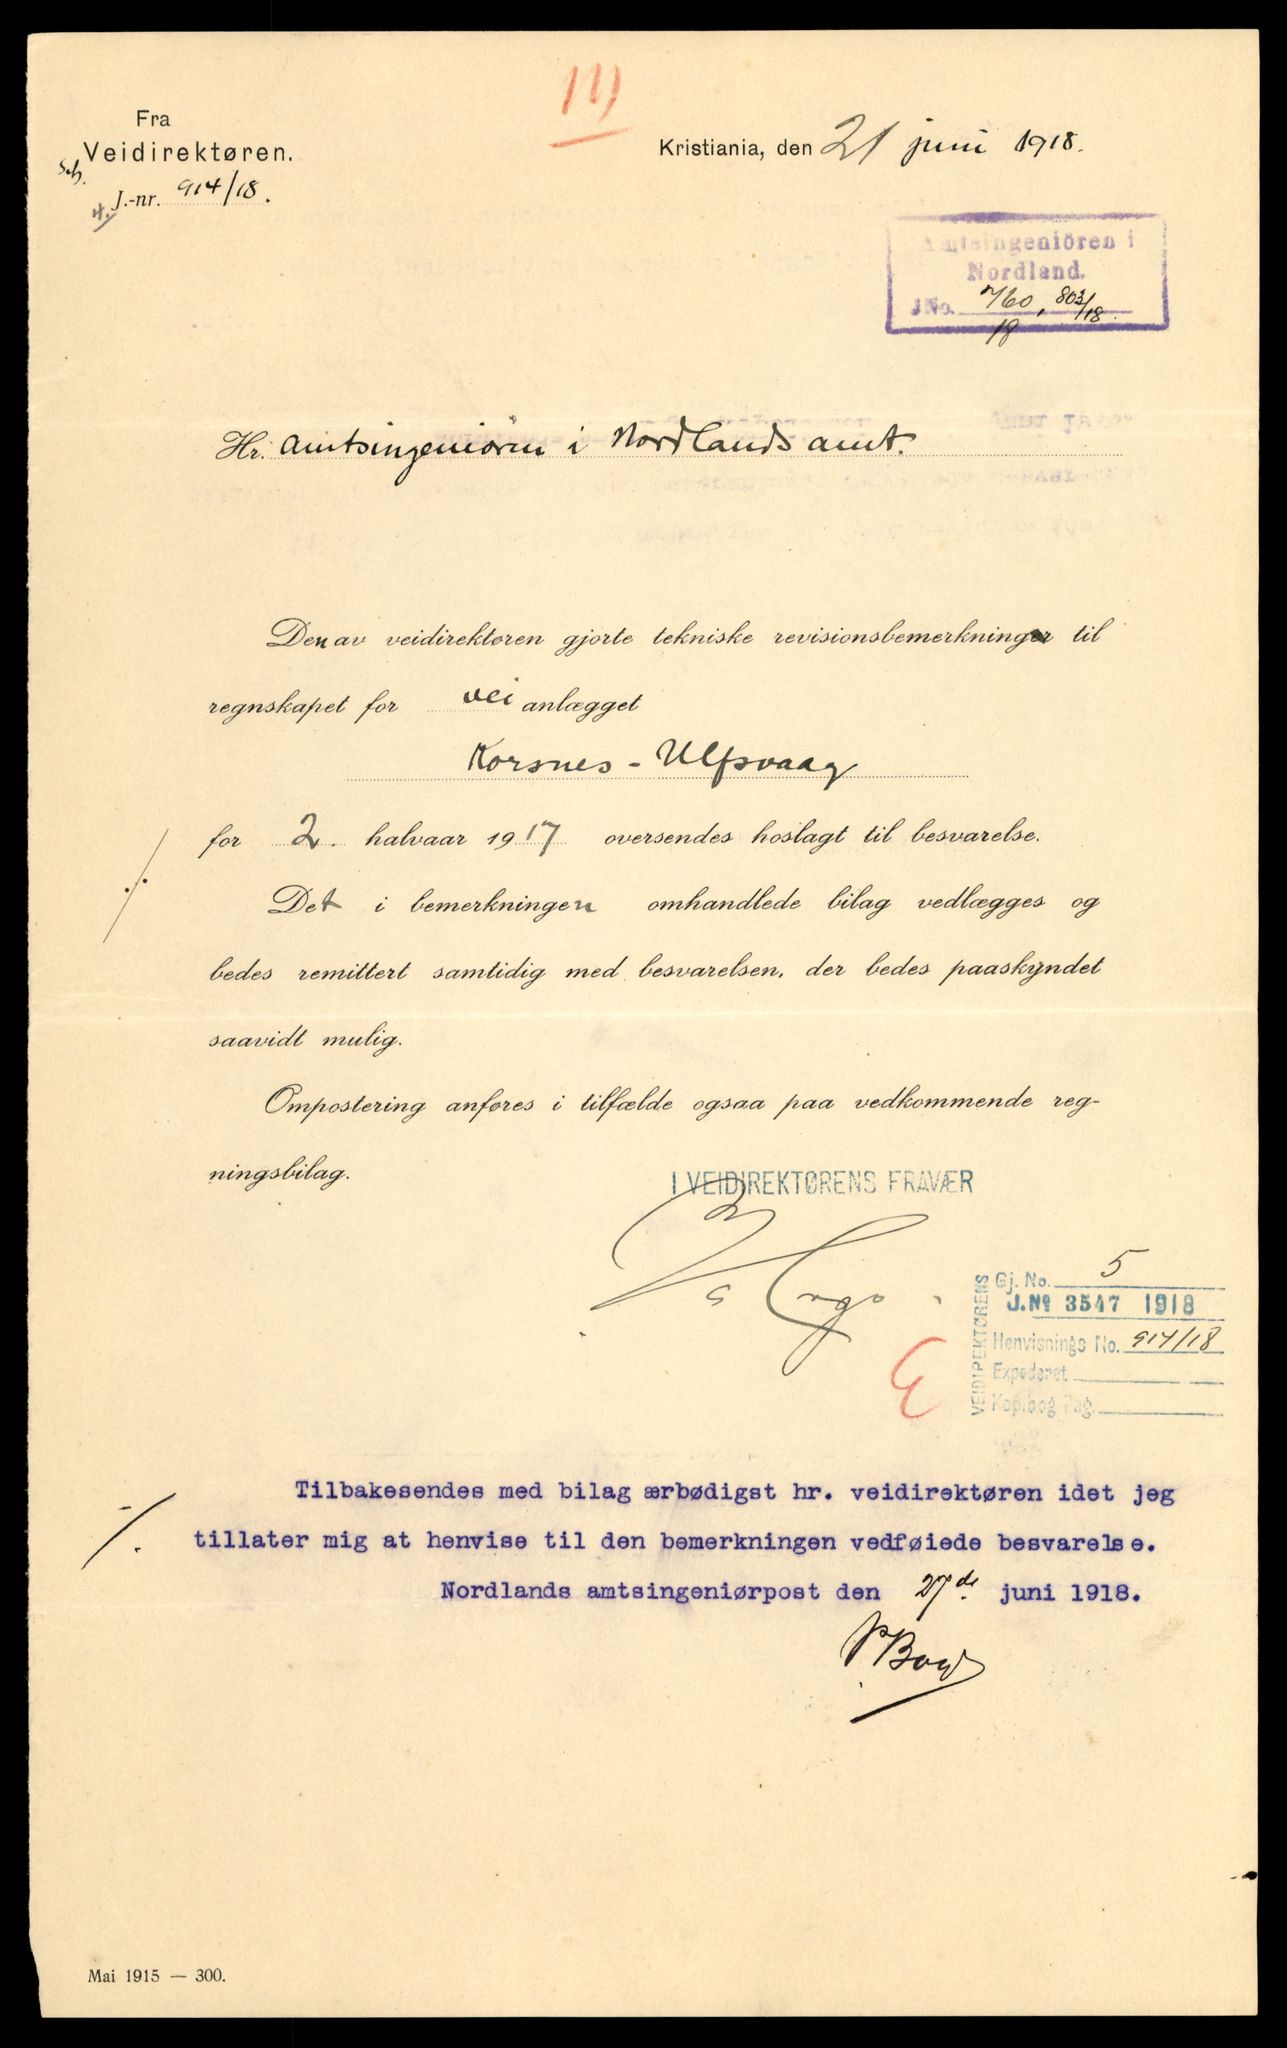 11)
Fra
Veidirektøren.
Kristiania, den 21 juni 1918.
Sch.
4. J.-nr. 914/18.
Amtsingeniören i
Nordland.
JNo. 760/18, 803/18.
Hr. Amtsingeniøren i Nordlands amt.
Den av veidirektøren gjorte tekniske revisionsbemerkninger til
regnskapet for vei anlægget
Korsnes - Ulfsvaag
for 2. halvaar 1917 oversendes hoslagt til besvarelse.
Det i bemerkningen omhandlede bilag vedlægges og
bedes remittert samtidig med besvarelsen, der bedes paaskyndet
saavidt mulig.
Ompostering anføres i tilfælde ogsaa paa vedkommende reg-
ningsbilag.
I VEIDIREKTØRENS FRAVÆR
VEIDIREKTØRENS
Gj. No. 5
J.No 3547 1918
Henvisnings No. 914/18
Expederet
Kopibog Pag.
Tilbakesendes med bilag ærbødigst hr. veidirektøren idet jeg
tillater mig at henvise til den bemerkningen vedføiede besvarelse.
Nordlands amtsingeniørpost den 27de juni 1918.
Mai 1915 — 300.